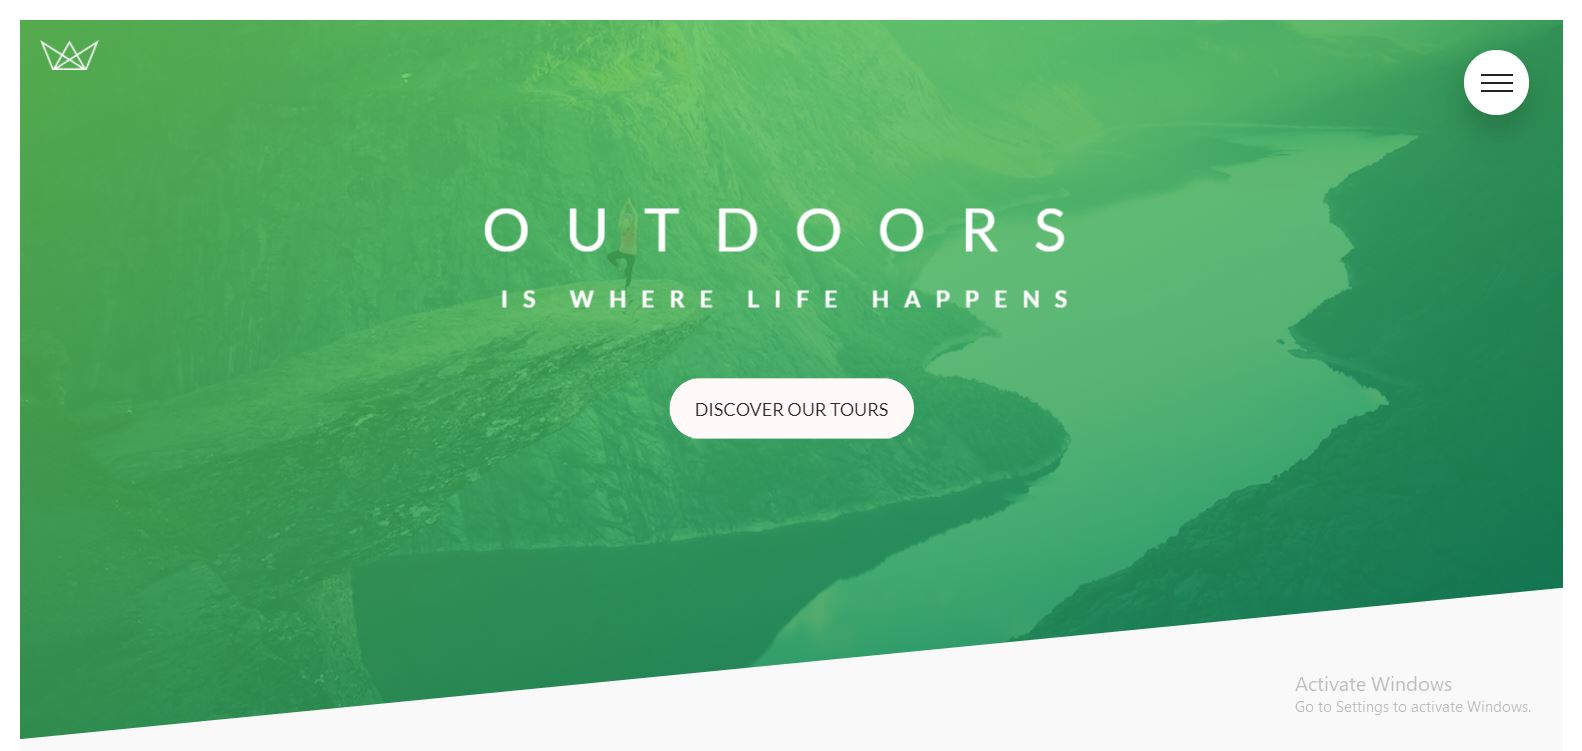 OUTDOORS
IS WHERE LIFE HAPPENS
DISCOVER OUR TOURS
Activate Windows
Go to Settings to activate Windows.